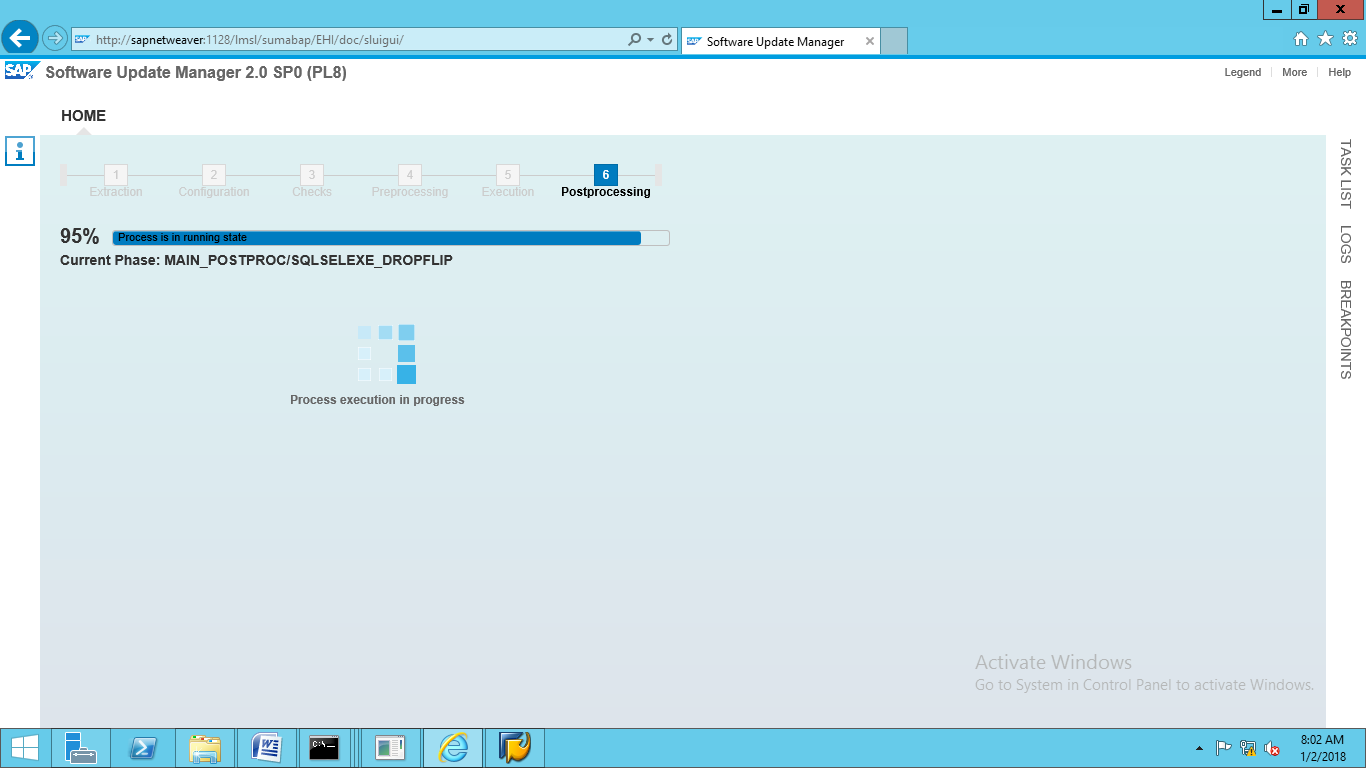 http://sapnetweaver:1128/lmsl/sumabap/EHI/doc/sluigui/
Software Update Manager
SAP Software Update Manager 2.0 SP0 (PL8)
Legend More Help
HOME
1 2 3 4 5 6
Extraction Configuration Checks Preprocessing Execution Postprocessing
95% Process is in running state
Current Phase: MAIN_POSTPROC/SQLSELEXE_DROPFLIP
Process execution in progress
TASK LIST
LOGS
BREAKPOINTS
Activate Windows
Go to System in Control Panel to activate Windows.
8:02 AM
1/2/2018